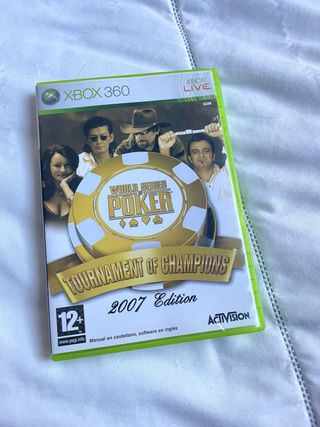 XBOX 360
XBOX
LIVE
WORLD SERIES
OF
POKER
TOURNAMENT OF CHAMPIONS
2007 Edition
12+
www.pegi.info
Manual en castellano, software en inglés
ACTIVISION